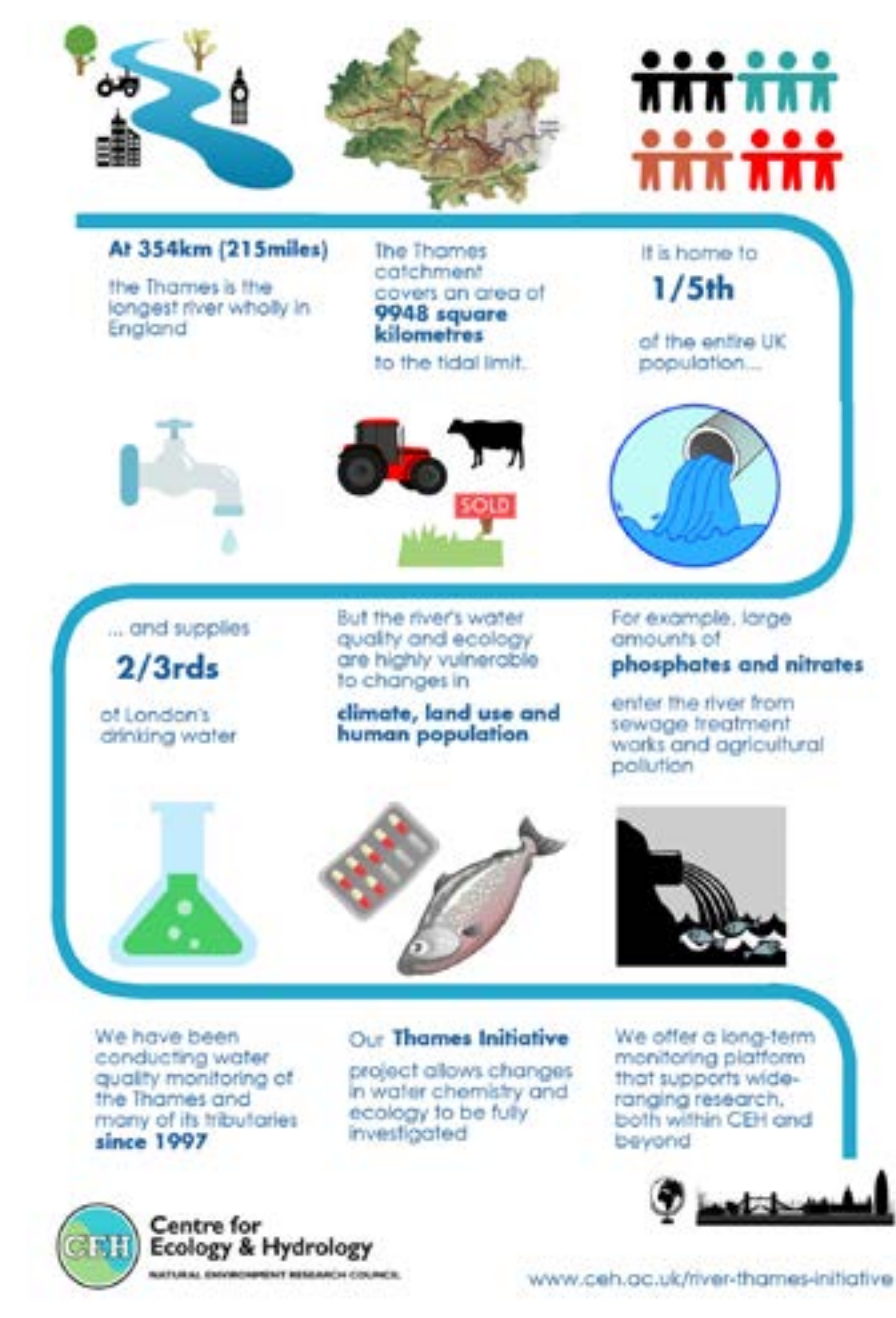 At 354km (215miles)
the Thames is the
longest river wholly in
England
The Thames
catchment
covers an area of
9948 square
kilometres
to the tidal limit.
It is home to
1/5th
of the entire UK
population...
SOLD
... and supplies
2/3rds
of London's
drinking water
But the river's water
quality and ecology
are highly vulnerable
to changes in
climate, land use and
human population
For example, large
amounts of
phosphates and nitrates
enter the river from
sewage treatment
works and agricultural
pollution
We have been
conducting water
quality monitoring of
the Thames and
many of its tributaries
since 1997
Our Thames Initiative
project allows changes
in water chemistry and
ecology to be fully
investigated
We offer a long-term
monitoring platform
that supports wide-
ranging research,
both within CEH and
beyond
CEH
Centre for
Ecology & Hydrology
NATURAL ENVIRONMENT RESEARCH COUNCIL
www.ceh.ac.uk/river-thames-initiative